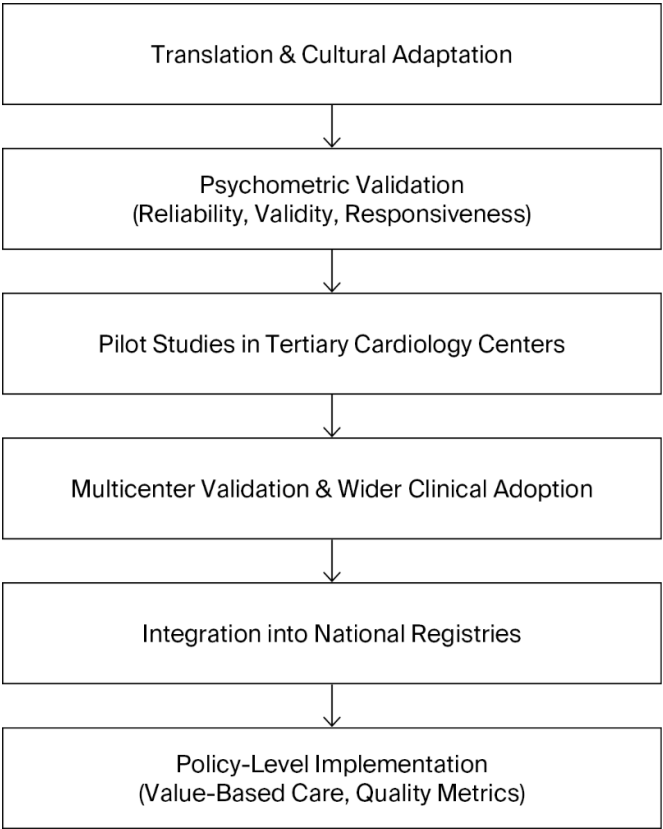 Translation & Cultural Adaptation
Psychometric Validation
(Reliability, Validity, Responsiveness)
Pilot Studies in Tertiary Cardiology Centers
Multicenter Validation & Wider Clinical Adoption
Integration into National Registries
Policy-Level Implementation
(Value-Based Care, Quality Metrics)